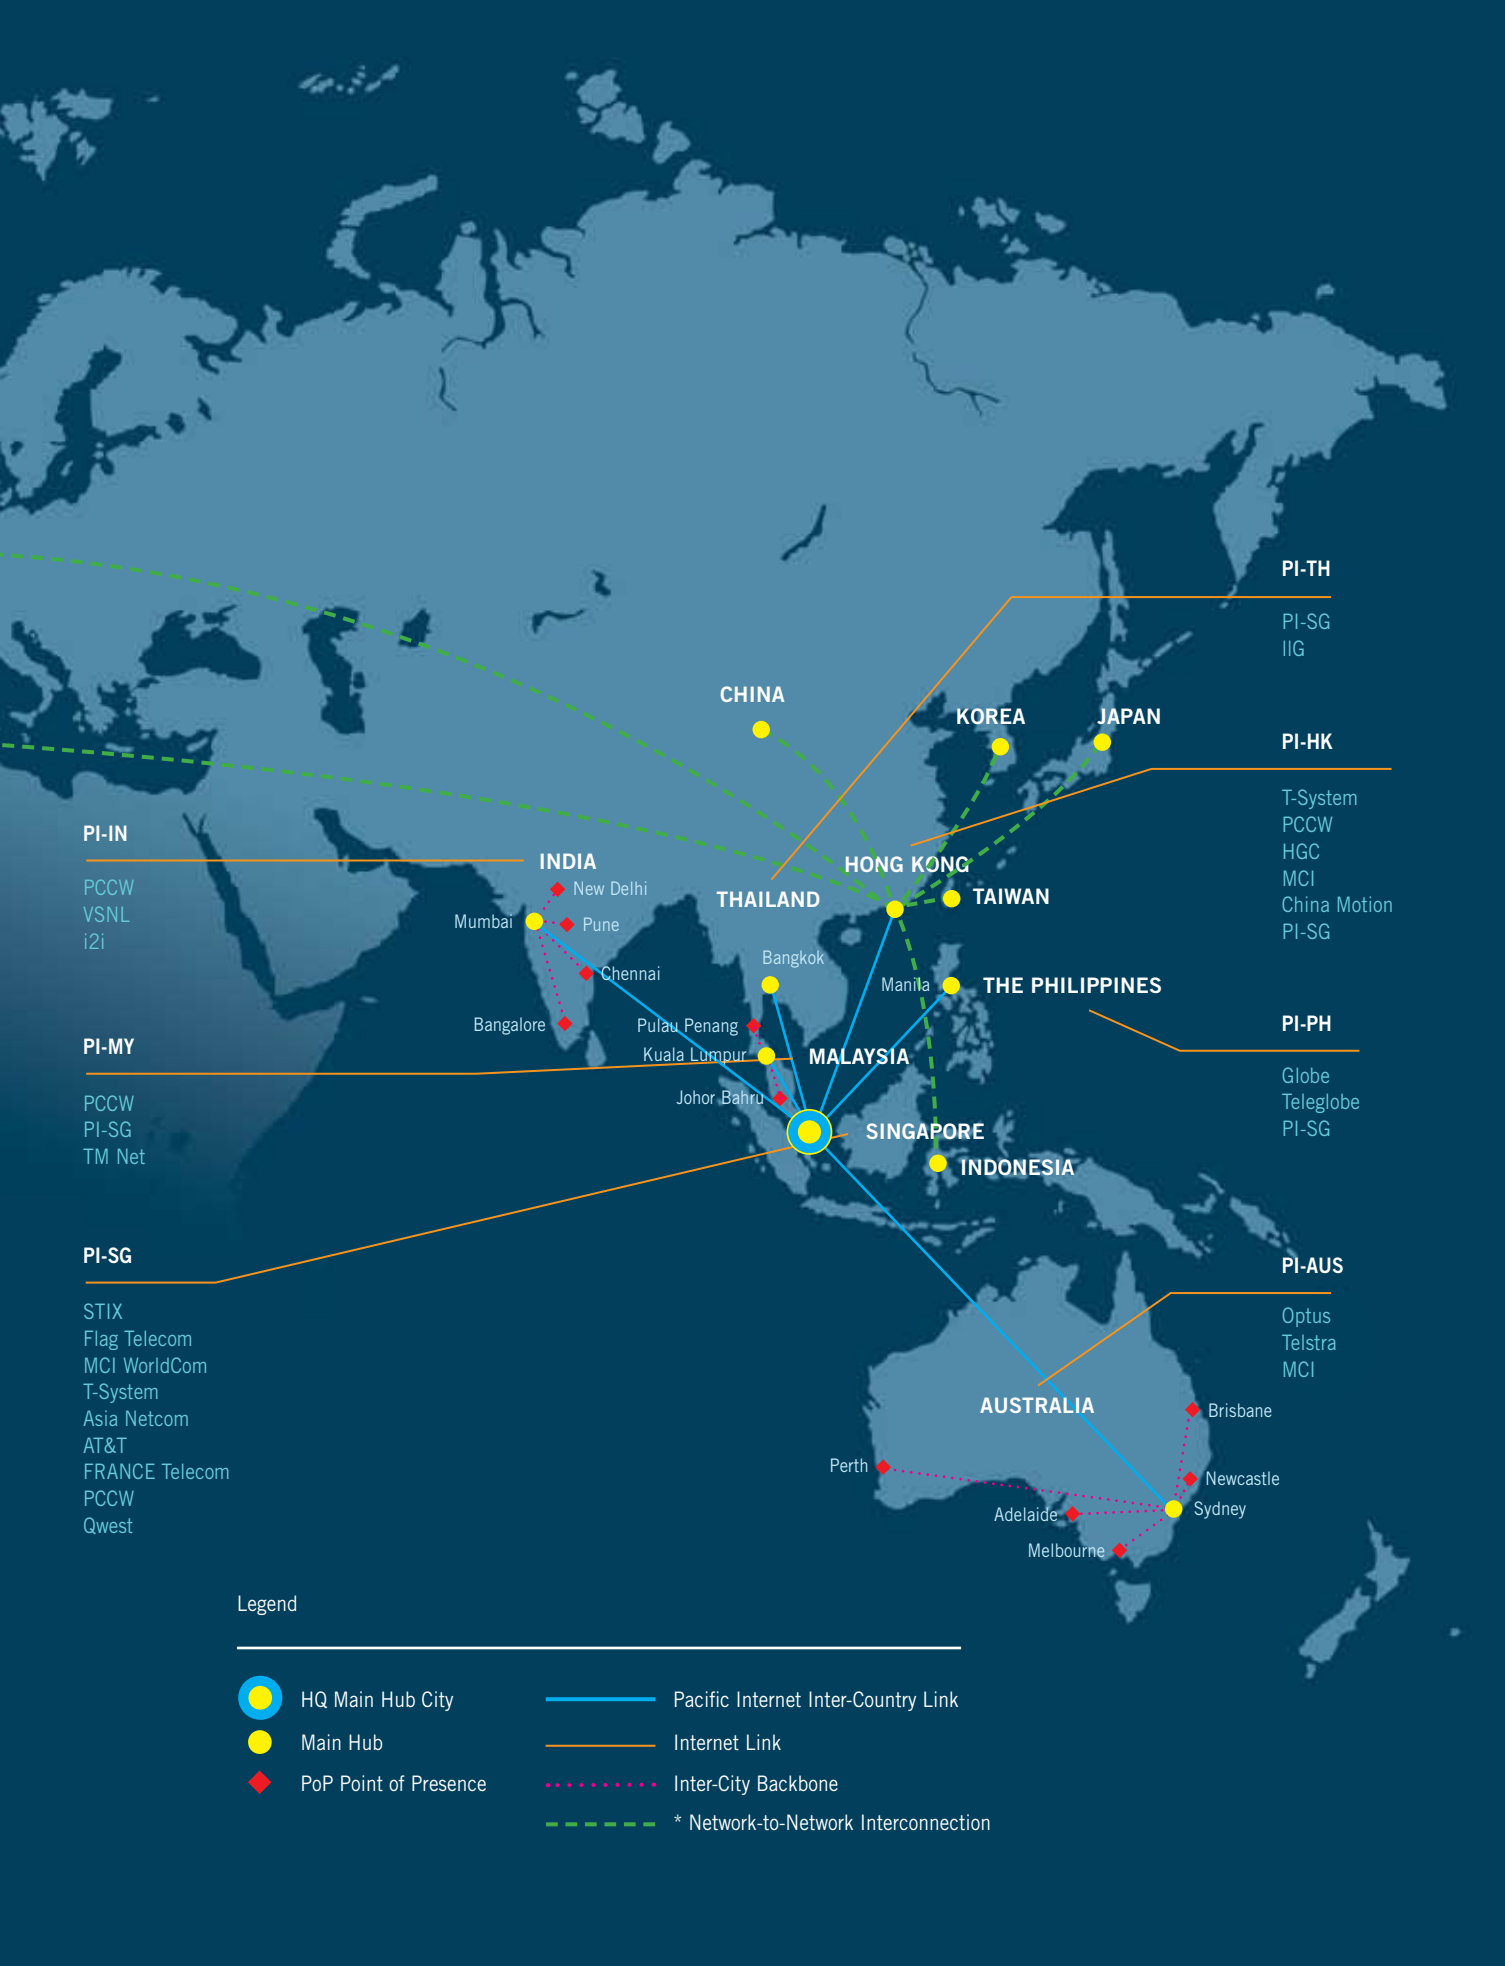 PI-TH
PI-SG
IIG
CHINA
KOREA
JAPAN
PI-HK
T-System
PCCW
HGC
MCI
China Motion
PI-SG
PI-IN
PCCW
VSNL
i2i
INDIA
New Delhi
Mumbai
Pune
Chennai
Bangalore
HONG KONG
THAILAND
TAIWAN
Bangkok
Manila
THE PHILIPPINES
PI-PH
Globe
Teleglobe
PI-SG
Pulau Penang
Kuala Lumpur
MALAYSIA
Johor Bahru
PI-MY
PCCW
PI-SG
TM Net
SINGAPORE
INDONESIA
PI-SG
STIX
Flag Telecom
MCI WorldCom
T-System
Asia Netcom
AT&T
FRANCE Telecom
PCCW
Qwest
PI-AUS
Optus
Telstra
MCI
AUSTRALIA
Brisbane
Perth
Newcastle
Adelaide
Sydney
Melbourne
Legend
HQ Main Hub City
Main Hub
PoP Point of Presence
Pacific Internet Inter-Country Link
Internet Link
Inter-City Backbone
* Network-to-Network Interconnection